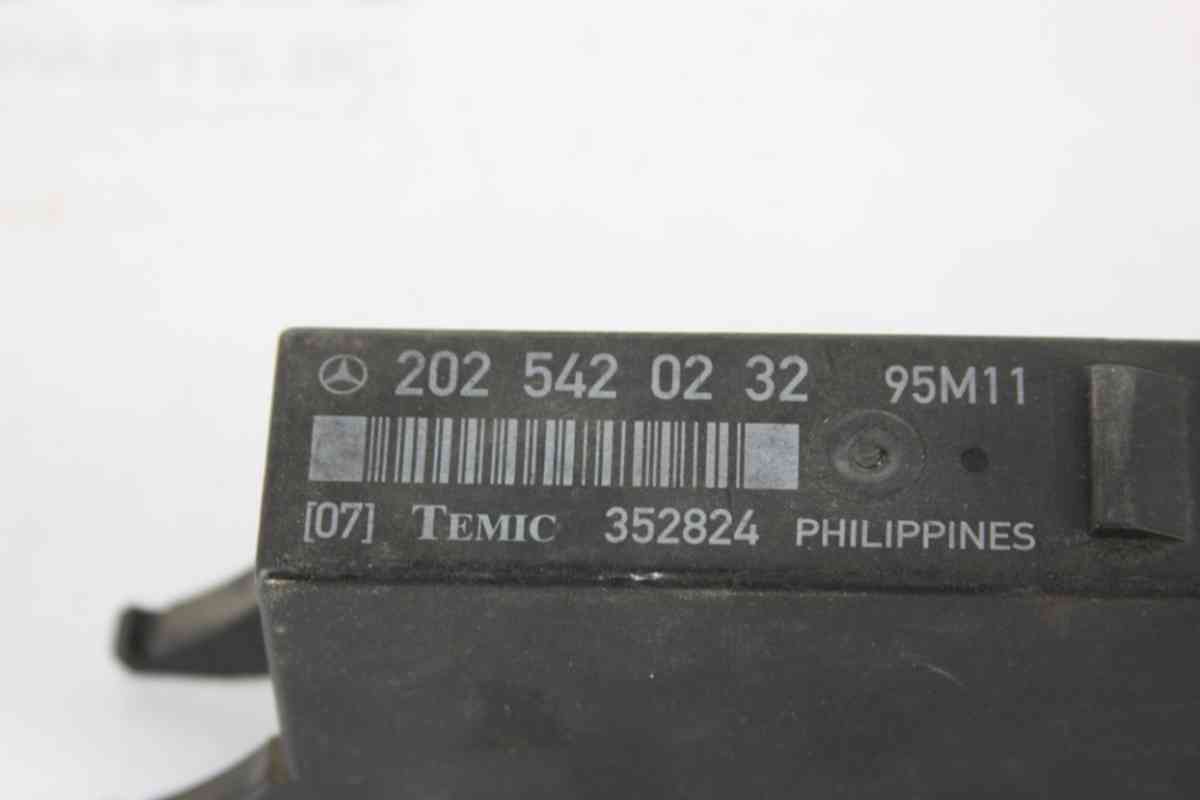 202 542 02 32 95M11
[07] TEMIC 352824 PHILIPPINES